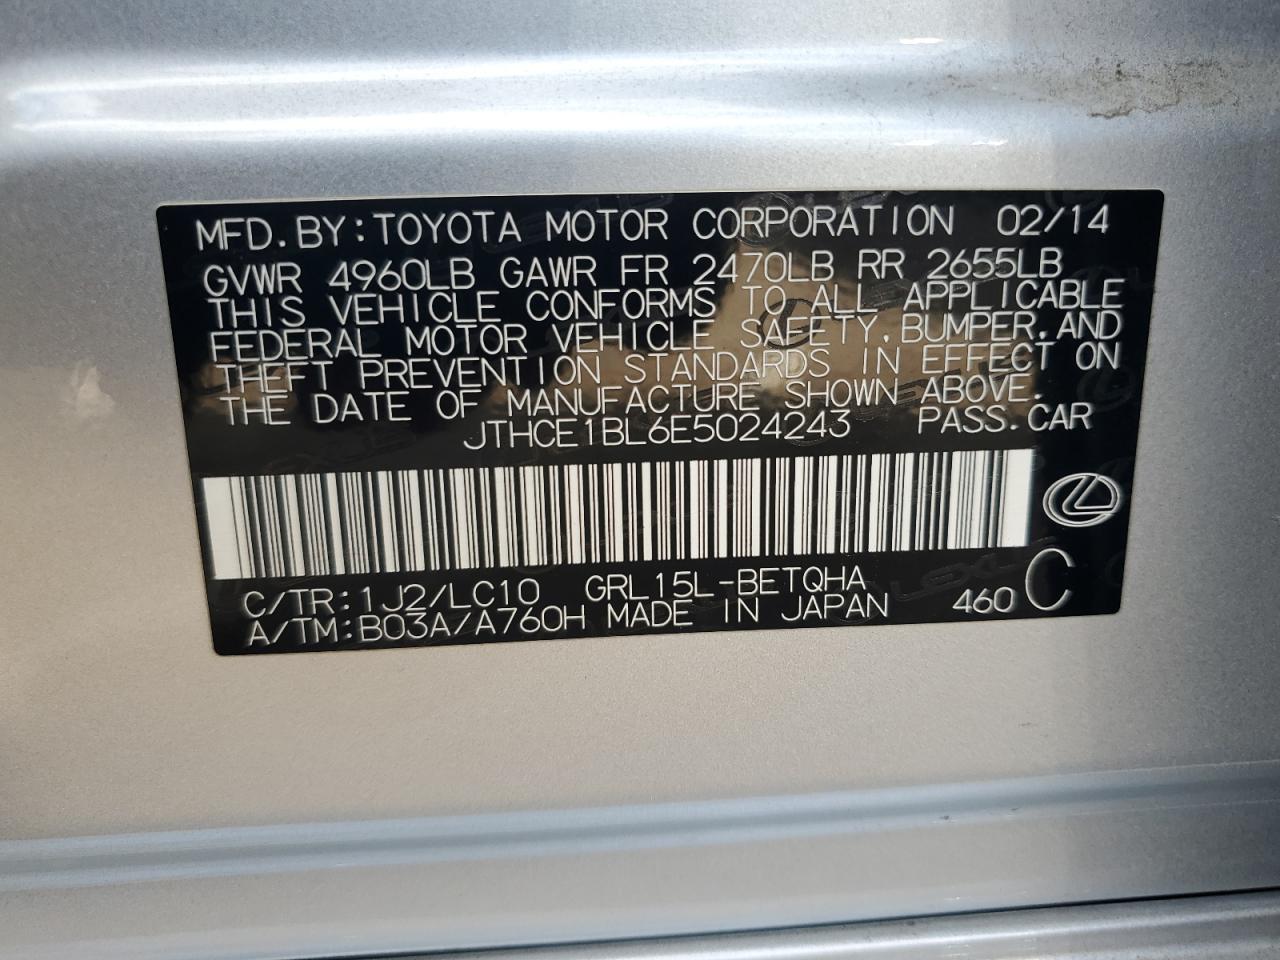 MFD.BY:TOYOTA MOTOR CORPORATION 02/14
GVWR 4960LB GAWR FR 2470LB RR 2655LB
THIS VEHICLE CONFORMS TO ALL APPLICABLE
FEDERAL MOTOR VEHICLE SAFETY,BUMPER,AND
THEFT PREVENTION STANDARDS IN EFFECT ON
THE DATE OF MANUFACTURE SHOWN ABOVE.
JTHCE1BL6E5024243 PASS.CAR
C/TR:1J2/LC10 GRL15L-BETQHA
A/TM:B03A/A760H MADE IN JAPAN 460 C